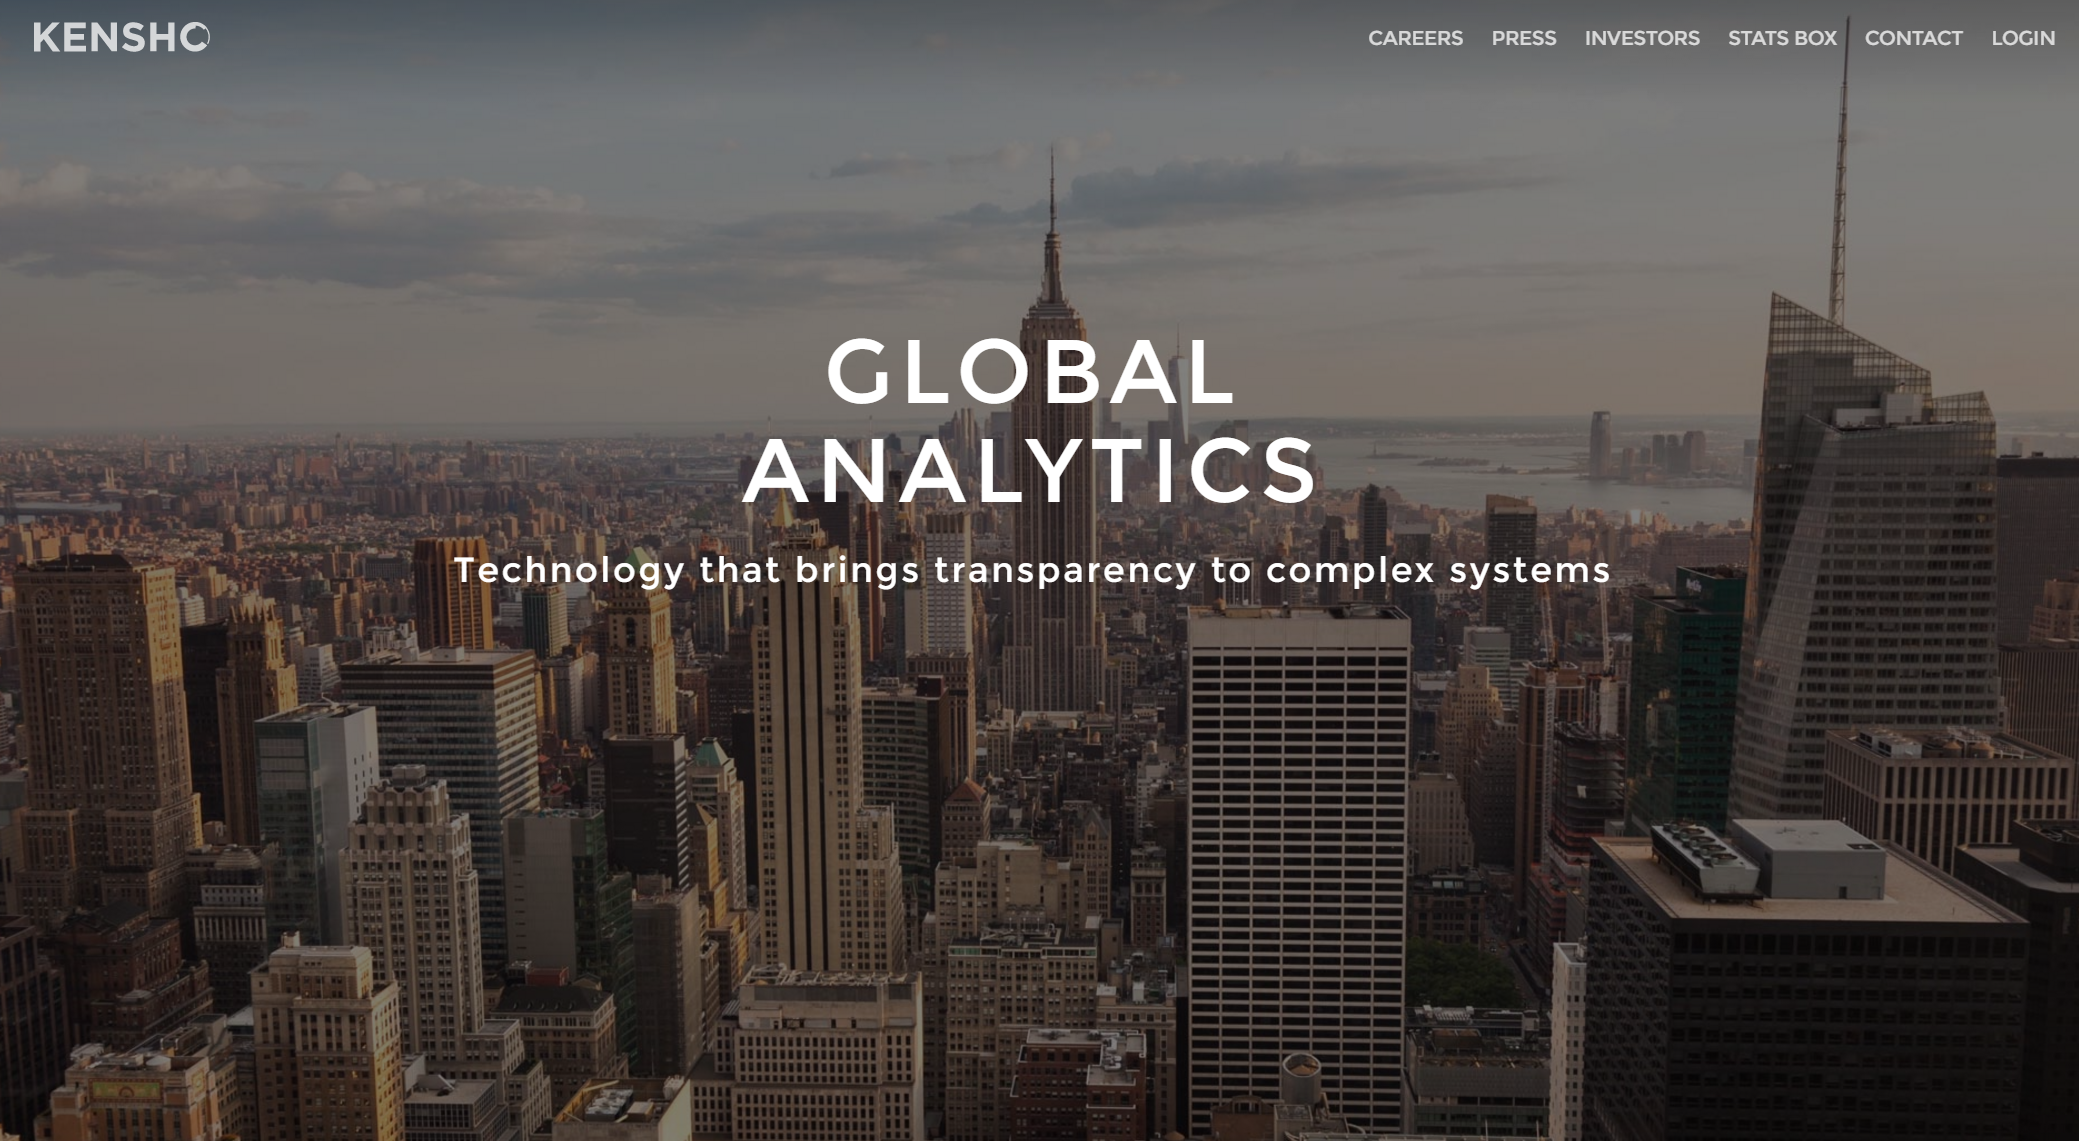 KENSHO
CAREERS PRESS INVESTORS STATS BOX CONTACT LOGIN
GLOBAL
ANALYTICS
Technology that brings transparency to complex systems